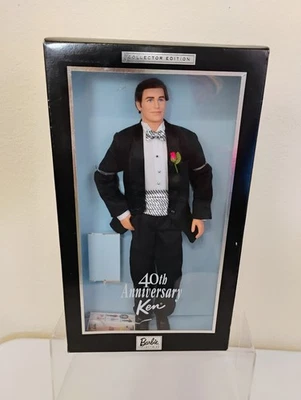 COLLECTOR EDITION
40th
Anniversary
Ken
Barbie